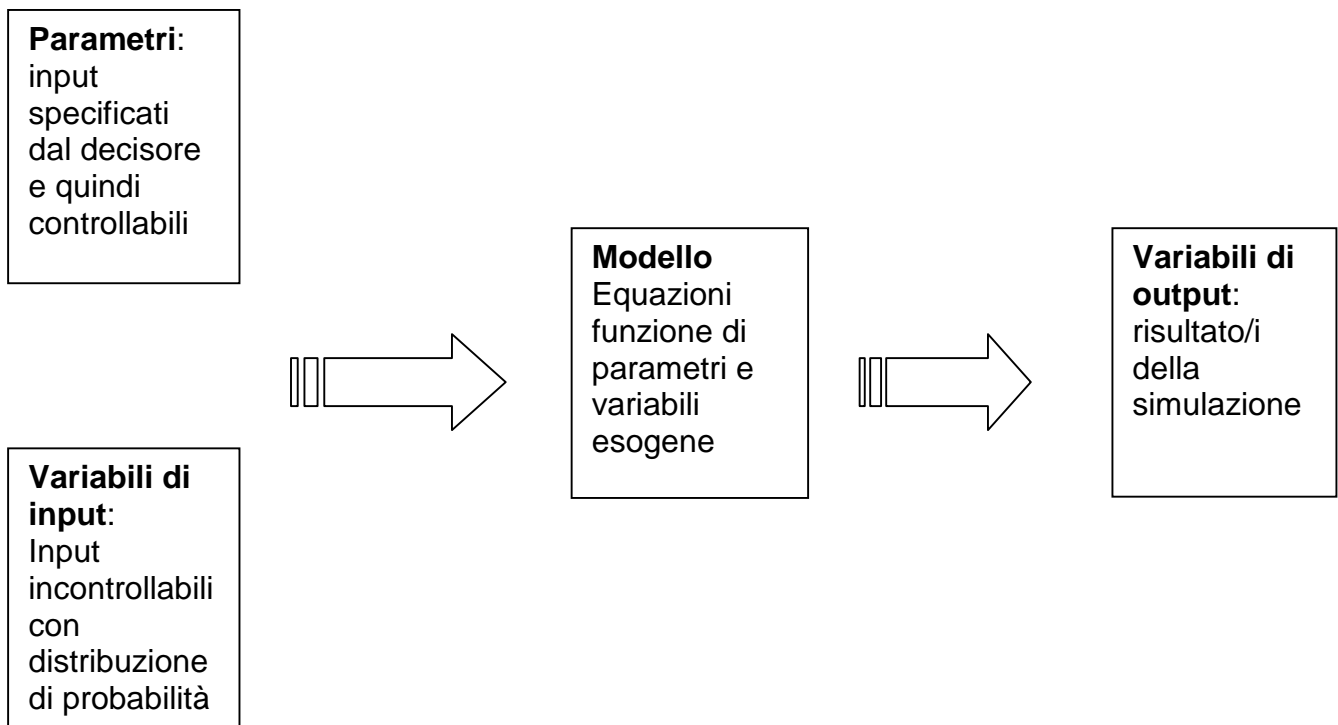 Parametri:
input
specificati
dal decisore
e quindi
controllabili
Variabili di
input:
Input
incontrollabili
con
distribuzione
di probabilità
Modello
Equazioni
funzione di
parametri e
variabili
esogene
Variabili di
output:
risultato/i
della
simulazione